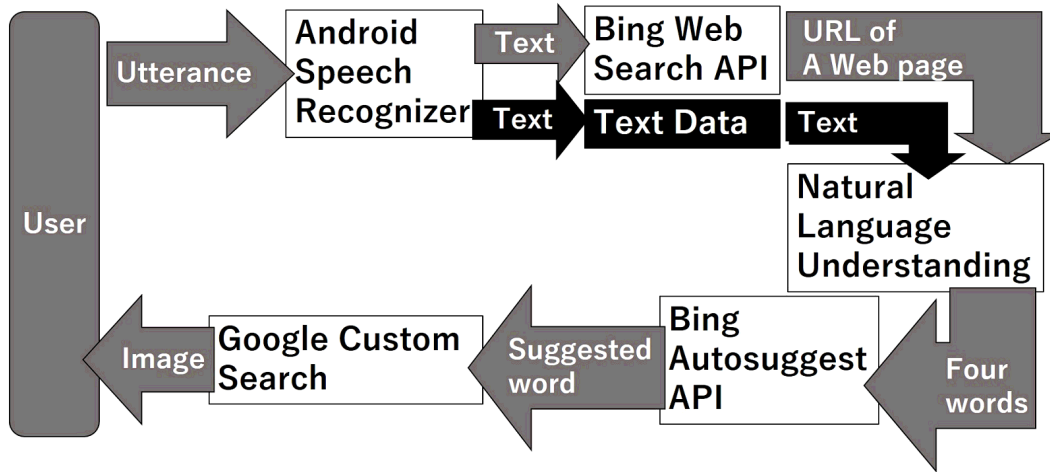 User
Utterance
Android
Speech
Recognizer
Text
Bing Web
Search API
URL of
A Web page
Text
Text Data
Text
Natural
Language
Understanding
Four
words
Bing
Autosuggest
API
Suggested
word
Google Custom
Search
Image